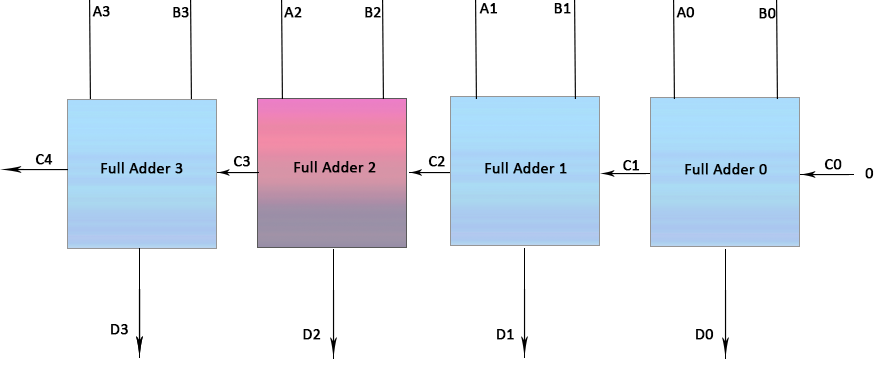 A3 B3 A2 B2 A1 B1 A0 B0
C4 Full Adder 3 C3 Full Adder 2 C2 Full Adder 1 C1 Full Adder 0 C0 0
D3 D2 D1 D0